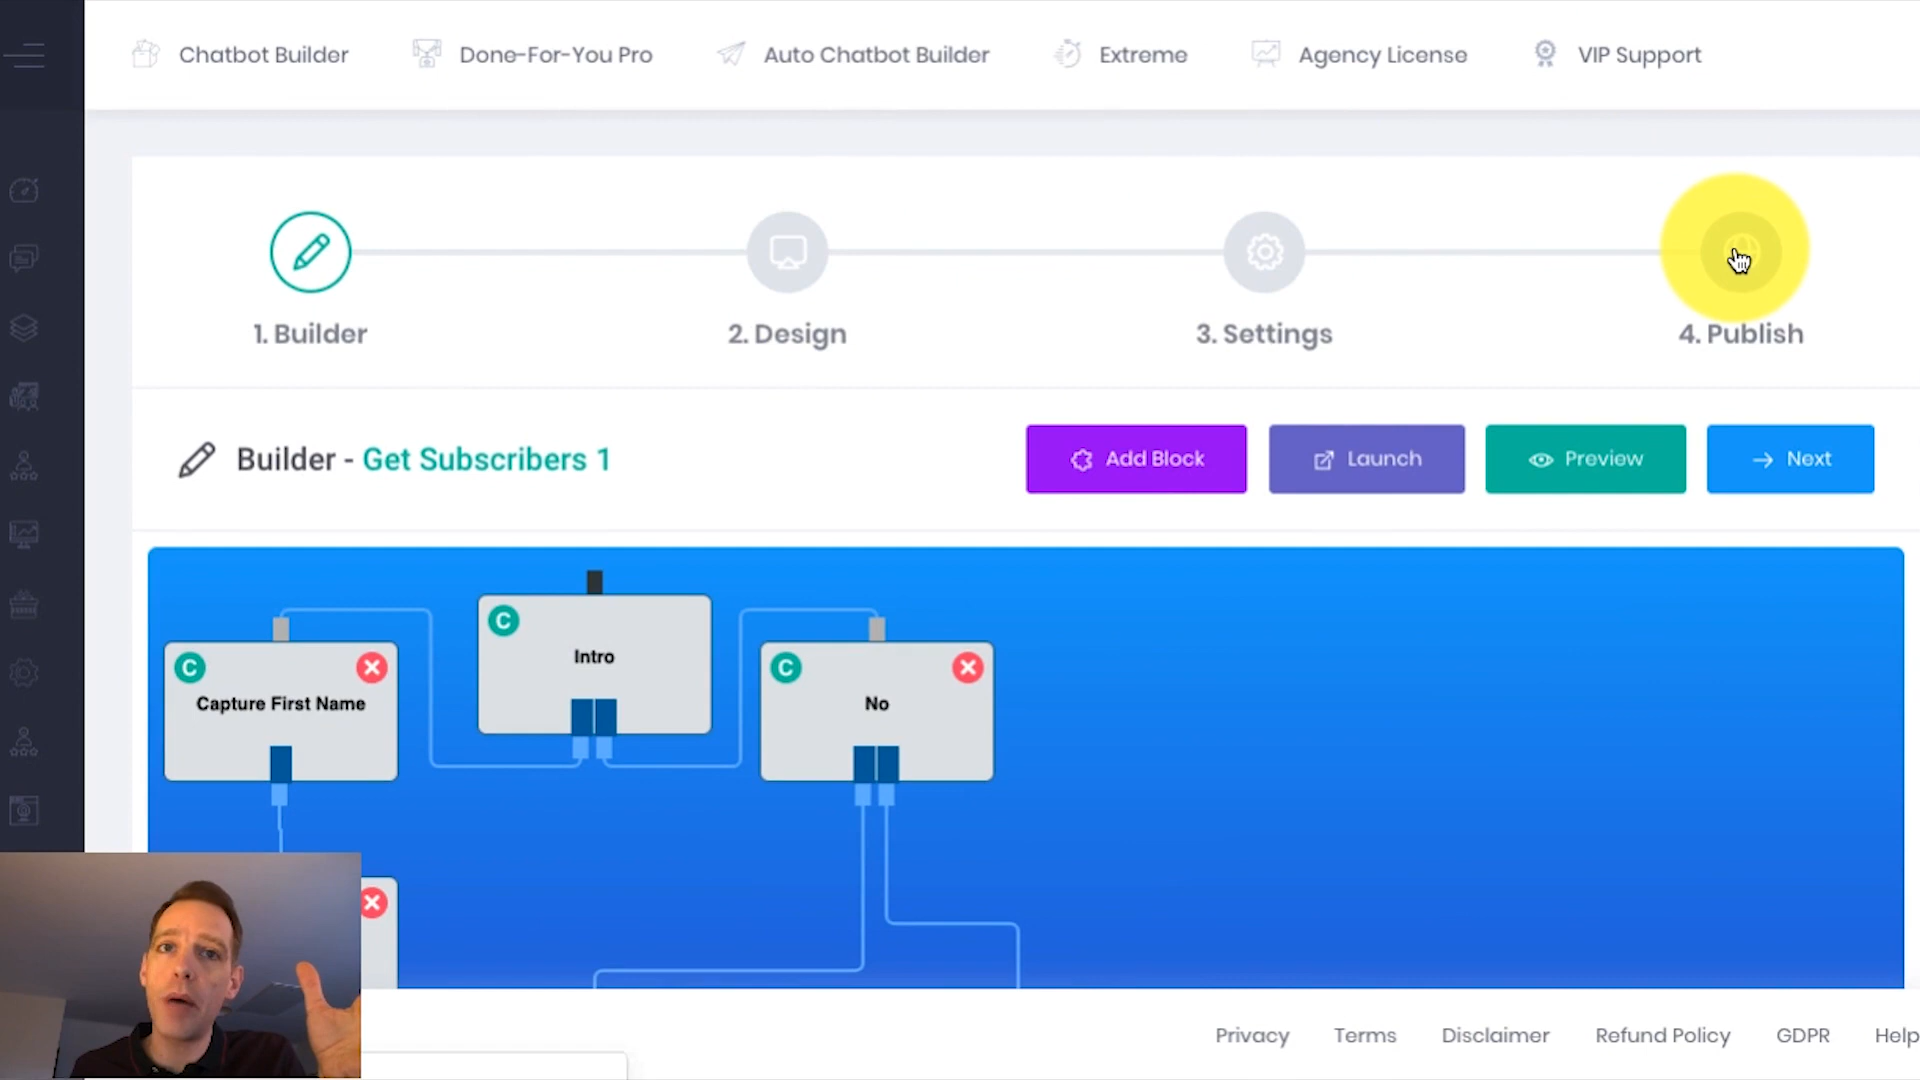 Chatbot Builder
Done-For-You Pro
Auto Chatbot Builder
Extreme
Agency License
VIP Support
1. Builder
2. Design
3. Settings
4. Publish
Builder - Get Subscribers 1
Add Block
Launch
Preview
Next
C
Capture First Name
C
Intro
C
No
Privacy
Terms
Disclaimer
Refund Policy
GDPR
Help